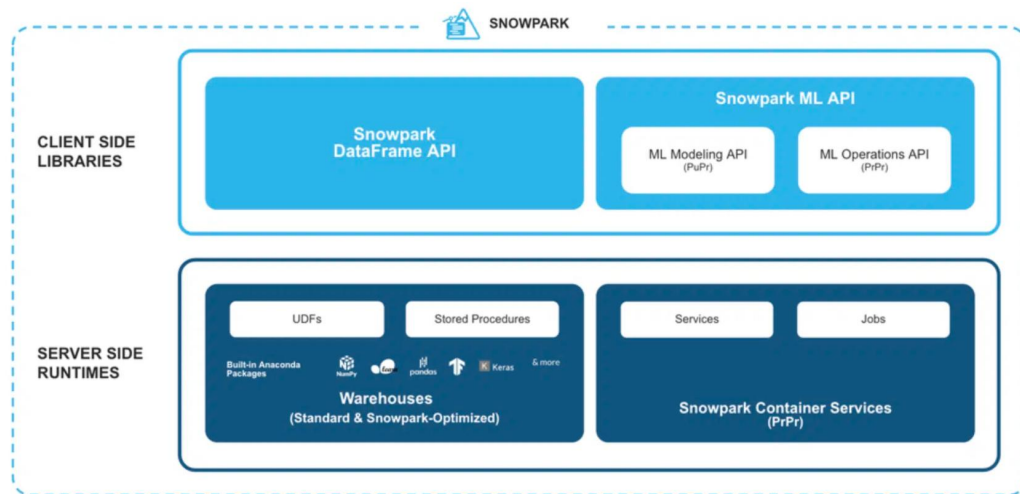 SNOWPARK
CLIENT SIDE
LIBRARIES
Snowpark
DataFrame API
Snowpark ML API
ML Modeling API
(PuPr)
ML Operations API
(PrPr)
SERVER SIDE
RUNTIMES
UDFs
Stored Procedures
Built-in Anaconda
Packages
NumPy
pandas
K Keras
& more
Warehouses
(Standard & Snowpark-Optimized)
Services
Jobs
Snowpark Container Services
(PrPr)